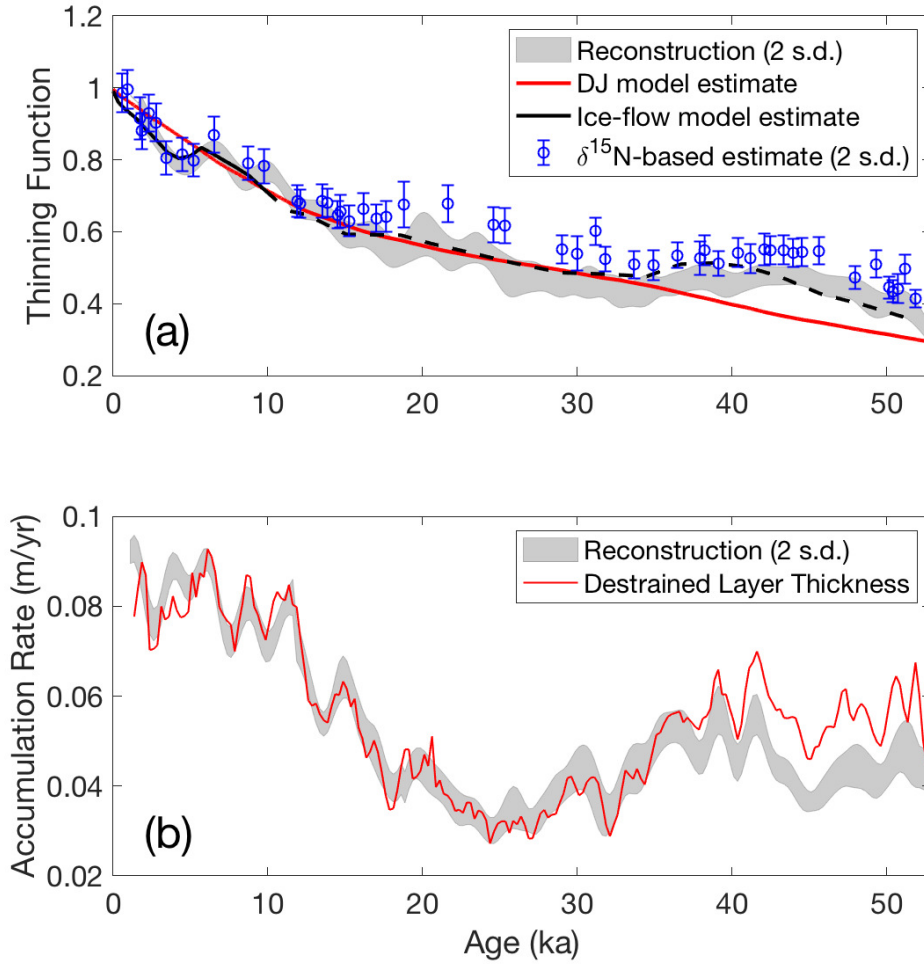 (a)
Thinning Function
1.2
1
0.8
0.6
0.4
0.2
0
10
20
30
40
50
Reconstruction (2 s.d.)
DJ model estimate
Ice-flow model estimate
δ¹⁵N-based estimate (2 s.d.)
(b)
Accumulation Rate (m/yr)
0.1
0.08
0.06
0.04
0.02
0
10
20
30
40
50
Reconstruction (2 s.d.)
Destrained Layer Thickness
Age (ka)